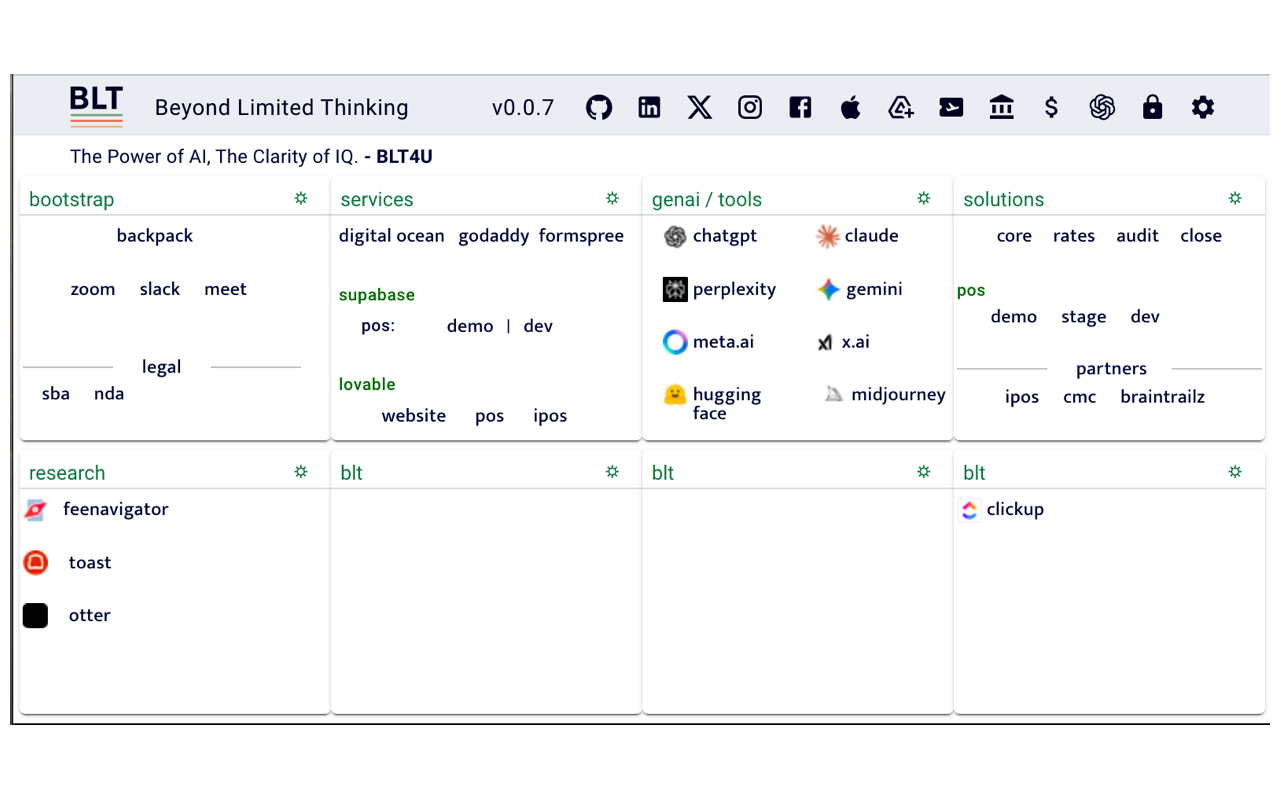 BLT Beyond Limited Thinking v0.0.7
The Power of AI, The Clarity of IQ. - BLT4U
bootstrap
backpack
zoom slack meet
legal
sba nda
services
digital ocean godaddy formspree
supabase
pos: demo | dev
lovable
website pos ipos
genai / tools
chatgpt claude
perplexity gemini
meta.ai x.ai
hugging face midjourney
solutions
core rates audit close
pos
demo stage dev
partners
ipos cmc braintrailz
research
feenavigator
toast
otter
blt
blt
blt
clickup